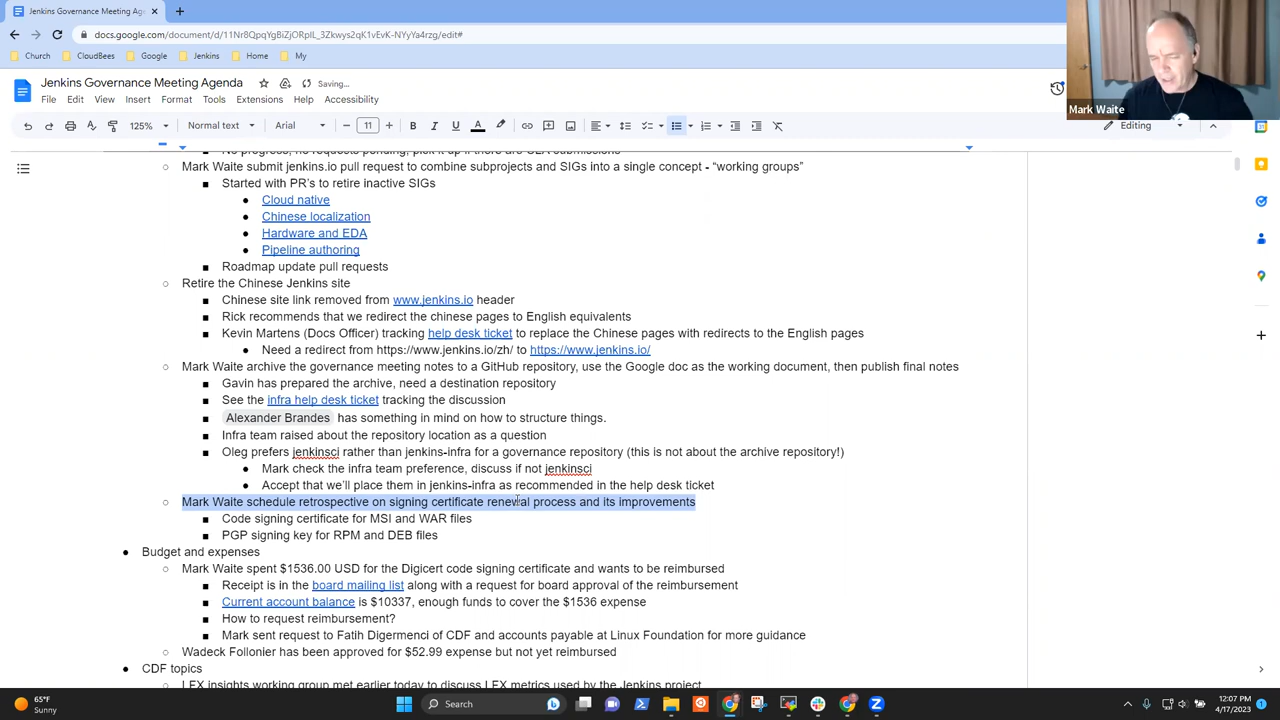 Jenkins Governance Meeting Agen
docs.google.com/document/d/11Nr8QpqYgBiZjORpIL_3Zkwys2qK1vEvK-NYyYa4rzg/edit#
Church
CloudBees
Google
Jenkins
Home
My
Mark Waite
Jenkins Governance Meeting Agenda
Saving...
File Edit View Insert Format Tools Extensions Help Accessibility
125% Normal text Arial 11 Editing
Mark Waite submit jenkins.io pull request to combine subprojects and SIGs into a single concept - “working groups”
Started with PR's to retire inactive SIGs
Cloud native
Chinese localization
Hardware and EDA
Pipeline authoring
Roadmap update pull requests
Retire the Chinese Jenkins site
Chinese site link removed from www.jenkins.io header
Rick recommends that we redirect the chinese pages to English equivalents
Kevin Martens (Docs Officer) tracking help desk ticket to replace the Chinese pages with redirects to the English pages
Need a redirect from https://www.jenkins.io/zh/ to https://www.jenkins.io/
Mark Waite archive the governance meeting notes to a GitHub repository, use the Google doc as the working document, then publish final notes
Gavin has prepared the archive, need a destination repository
See the infra help desk ticket tracking the discussion
Alexander Brandes has something in mind on how to structure things.
Infra team raised about the repository location as a question
Oleg prefers jenkinsci rather than jenkins-infra for a governance repository (this is not about the archive repository!)
Mark check the infra team preference, discuss if not jenkinsci
Accept that we'll place them in jenkins-infra as recommended in the help desk ticket
Mark Waite schedule retrospective on signing certificate renewal process and its improvements
Code signing certificate for MSI and WAR files
PGP signing key for RPM and DEB files
Budget and expenses
Mark Waite spent $1536.00 USD for the Digicert code signing certificate and wants to be reimbursed
Receipt is in the board mailing list along with a request for board approval of the reimbursement
Current account balance is $10337, enough funds to cover the $1536 expense
How to request reimbursement?
Mark sent request to Fatih Digermenci of CDF and accounts payable at Linux Foundation for more guidance
Wadeck Follonier has been approved for $52.99 expense but not yet reimbursed
CDF topics
LFX insights working group met earlier today to discuss LFX metrics used by the Jenkins project
65°F
Sunny
Search
12:07 PM
4/17/2023